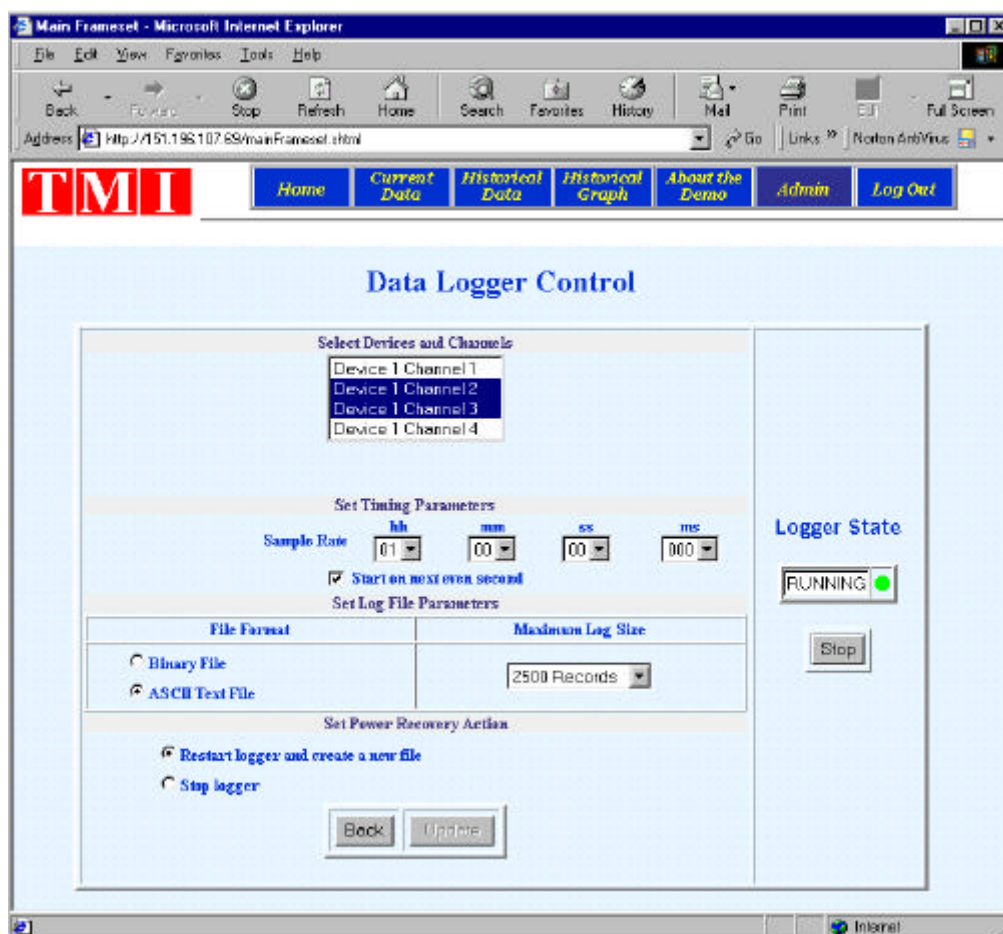 Main Frameset - Microsoft Internet Explorer
File Edit View Favorites Tools Help
Back Forward Stop Refresh Home Search Favorites History Mail Print Edit Full Screen
Address http://151.196.107.69/mainFrameset.shtml Go Links » Norton AntiVirus
TMI
Home
Current Data
Historical Data
Historical Graph
About the Demo
Admin
Log Out
Data Logger Control
Select Devices and Channels
Device 1 Channel 1
Device 1 Channel 2
Device 1 Channel 3
Device 1 Channel 4
Set Timing Parameters
hh mm ss ms
Sample Rate 01 00 00 000
Start on next even second
Set Log File Parameters
File Format Maximum Log Size
Binary File
ASCII Text File
2500 Records
Set Power Recovery Action
Restart logger and create a new file
Stop logger
Back Update
Logger State
RUNNING
Stop
Internet